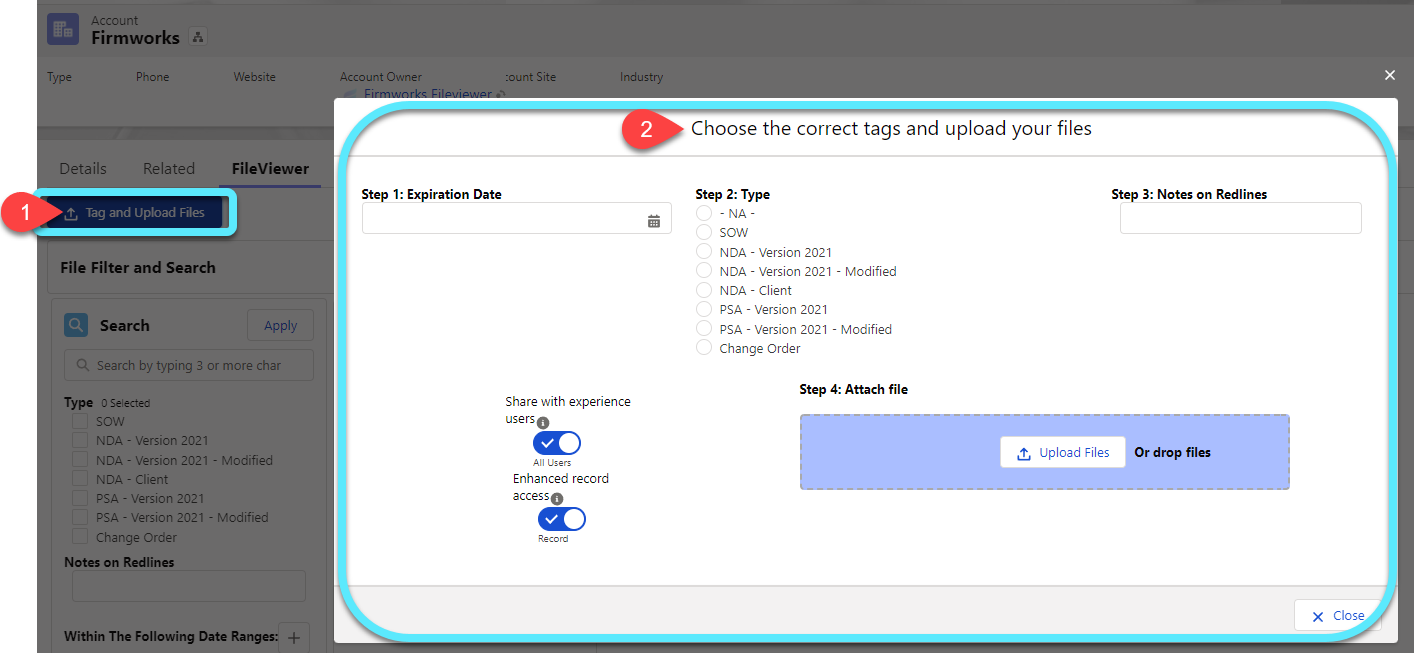 Account
Firmworks
Type Phone Website Account Owner count Site Industry
Firmworks Fileviewer
Details Related FileViewer
1
Tag and Upload Files
File Filter and Search
Search Apply
Search by typing 3 or more char
Type 0 Selected
SOW
NDA - Version 2021
NDA - Version 2021 - Modified
NDA - Client
PSA - Version 2021
PSA - Version 2021 - Modified
Change Order
Notes on Redlines
Within The Following Date Ranges:
2
Choose the correct tags and upload your files
Step 1: Expiration Date
Step 2: Type
- NA -
SOW
NDA - Version 2021
NDA - Version 2021 - Modified
NDA - Client
PSA - Version 2021
PSA - Version 2021 - Modified
Change Order
Step 3: Notes on Redlines
Share with experience
users
All Users
Enhanced record
access
Record
Step 4: Attach file
Upload Files Or drop files
Close